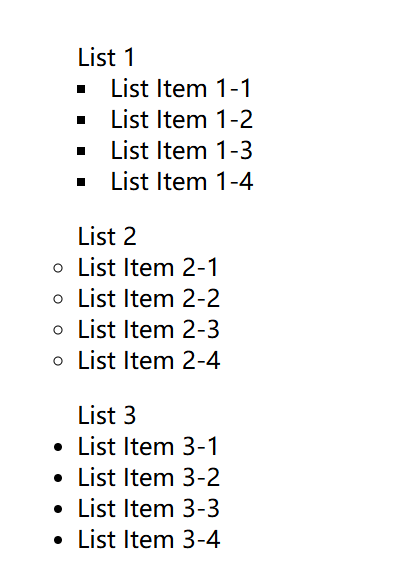 List 1
▪ List Item 1-1
▪ List Item 1-2
▪ List Item 1-3
▪ List Item 1-4
List 2
○ List Item 2-1
○ List Item 2-2
○ List Item 2-3
○ List Item 2-4
List 3
• List Item 3-1
• List Item 3-2
• List Item 3-3
• List Item 3-4